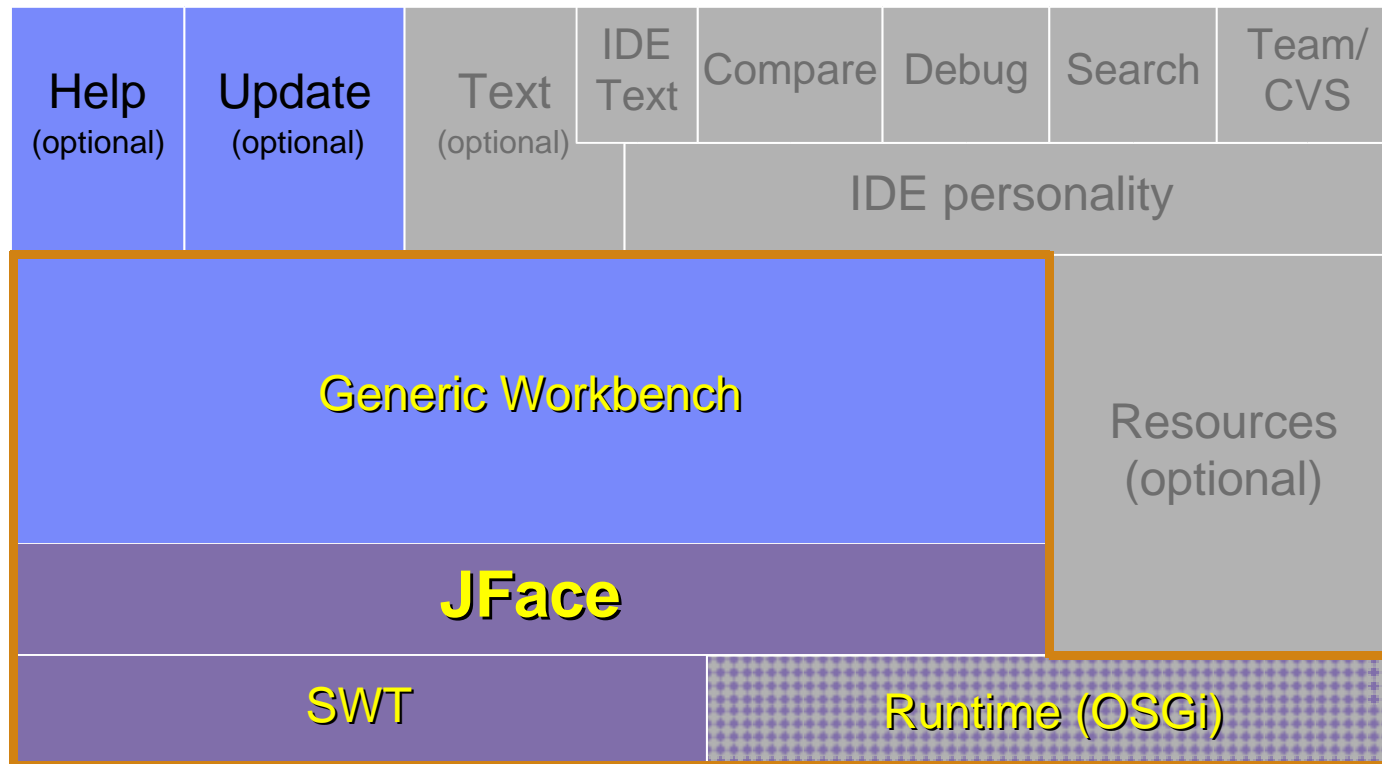 Help
(optional)
Update
(optional)
Text
(optional)
IDE
Text
Compare
Debug
Search
Team/
CVS
IDE personality
Generic Workbench
Resources
(optional)
JFace
SWT
Runtime (OSGi)